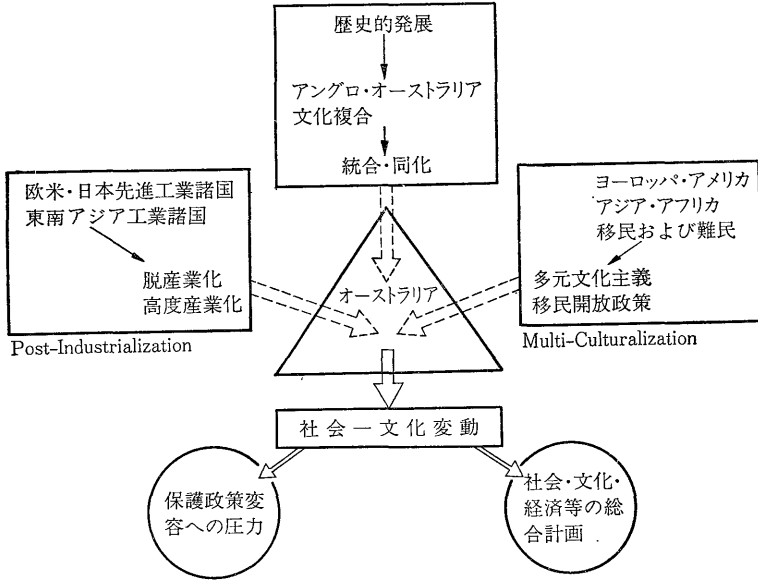 歴史的発展
アングロ・オーストラリア
文化複合
統合・同化
欧米・日本先進工業諸国
東南アジア工業諸国
脱産業化
高度産業化
Post-Industrialization
ヨーロッパ・アメリカ
アジア・アフリカ
移民および難民
多元文化主義
移民開放政策
Multi-Culturalization
オーストラリア
社会―文化変動
保護政策変
容への圧力
社会・文化・
経済等の総
合計画